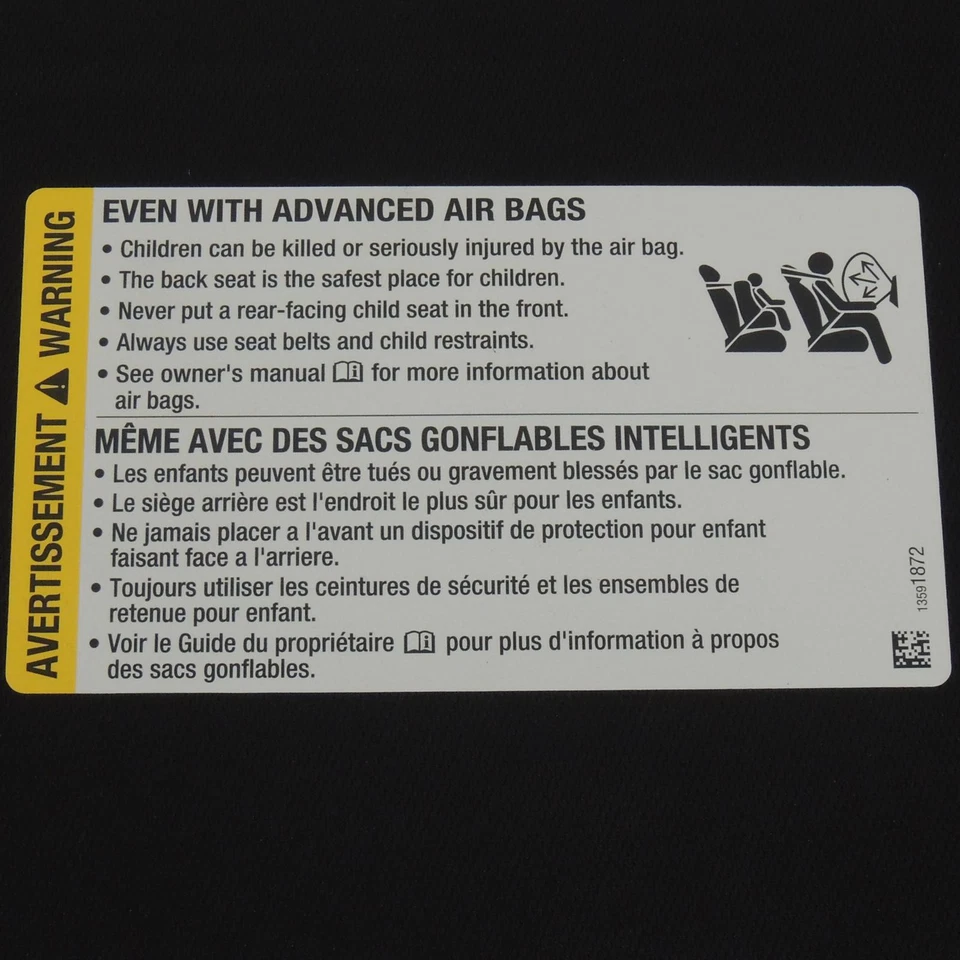 AVERTISSEMENT ⚠ WARNING
EVEN WITH ADVANCED AIR BAGS
• Children can be killed or seriously injured by the air bag.
• The back seat is the safest place for children.
• Never put a rear-facing child seat in the front.
• Always use seat belts and child restraints.
• See owner's manual for more information about
air bags.
MÊME AVEC DES SACS GONFLABLES INTELLIGENTS
• Les enfants peuvent être tués ou gravement blessés par le sac gonflable.
• Le siège arrière est l'endroit le plus sûr pour les enfants.
• Ne jamais placer a l'avant un dispositif de protection pour enfant
faisant face a l'arriere.
• Toujours utiliser les ceintures de sécurité et les ensembles de
retenue pour enfant.
• Voir le Guide du propriétaire pour plus d'information à propos
des sacs gonflables.
13591872